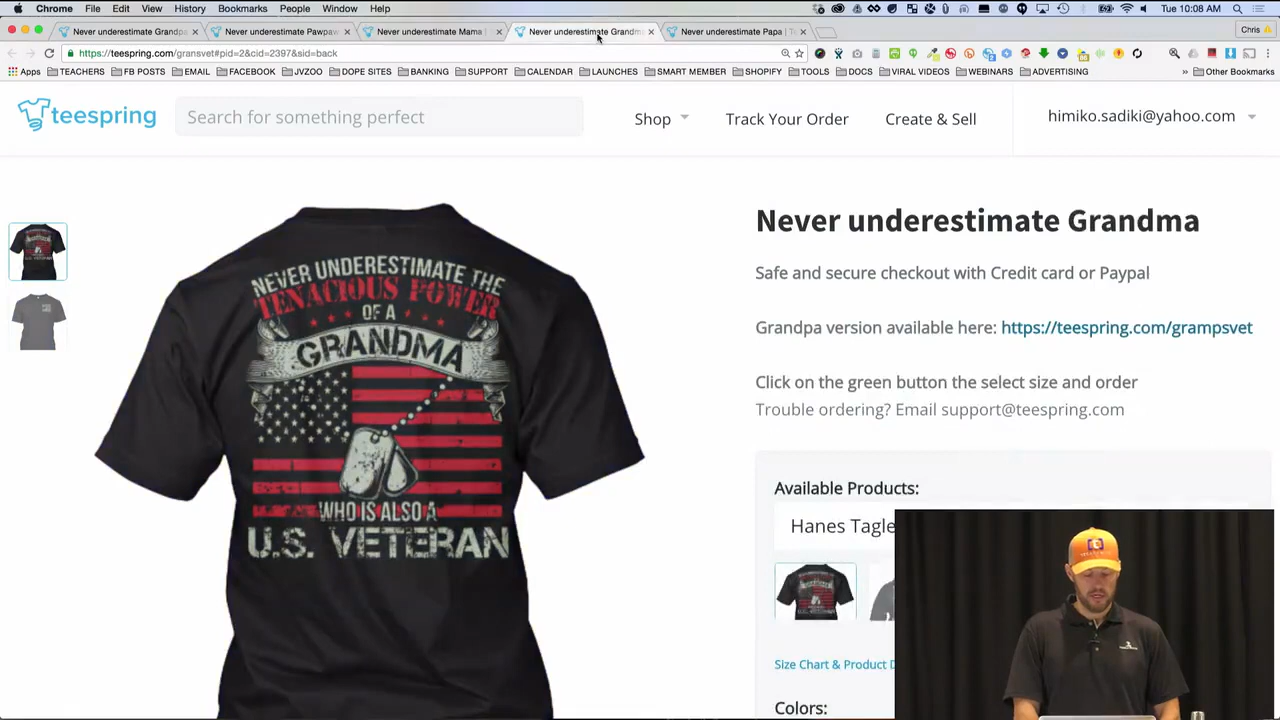 Chrome File Edit View History Bookmarks People Window Help Tue 10:08 AM
Never underestimate Grandpa Never underestimate Pawpaw Never underestimate Mama | Never underestimate Grandma Never underestimate Papa | Te Chris
https://teespring.com/gransvet#pid=2&cid=2397&sid=back
Apps TEACHERS FB POSTS EMAIL FACEBOOK JVZOO DOPE SITES BANKING SUPPORT CALENDAR LAUNCHES SMART MEMBER SHOPIFY TOOLS DOCS VIRAL VIDEOS WEBINARS ADVERTISING » Other Bookmarks
teespring Search for something perfect Shop Track Your Order Create & Sell himiko.sadiki@yahoo.com
Never underestimate Grandma
Safe and secure checkout with Credit card or Paypal
Grandpa version available here: https://teespring.com/grampsvet
Click on the green button the select size and order
Trouble ordering? Email support@teespring.com
Available Products:
Hanes Tagle
Size Chart & Product D
Colors:
NEVER UNDERESTIMATE THE
TENACIOUS POWER
OF A
GRANDMA
WHO IS ALSO A
U.S. VETERAN